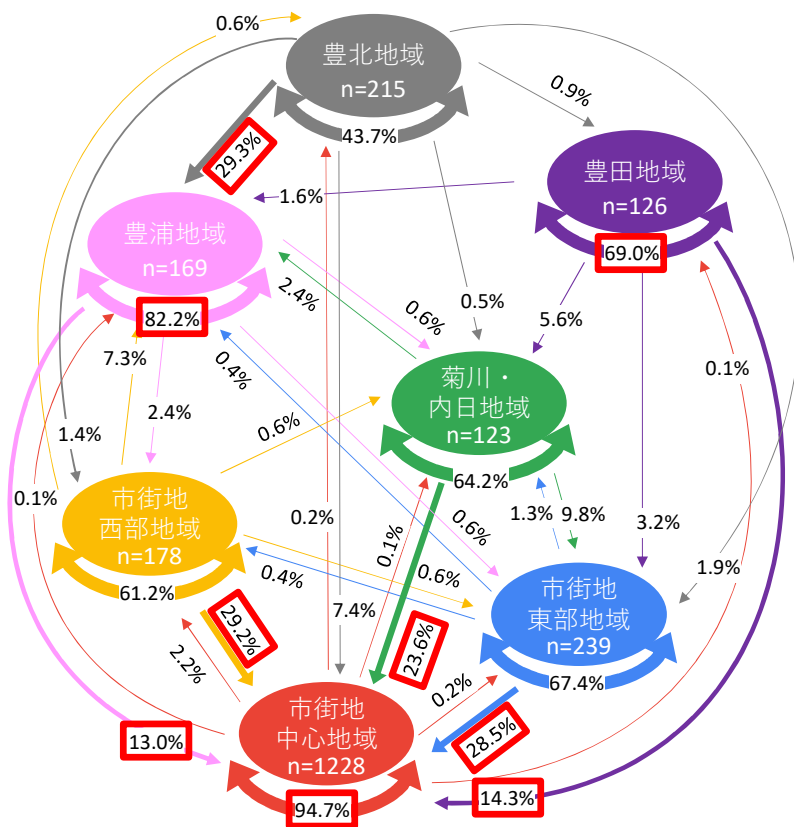 0.6%
豊北地域
n=215
43.7%
0.9%
29.3%
豊田地域
n=126
69.0%
1.6%
豊浦地域
n=169
82.2%
2.4%
0.6%
0.5%
5.6%
7.3%
0.4%
菊川・
内日地域
n=123
64.2%
0.1%
2.4%
0.6%
1.4%
市街地
西部地域
n=178
61.2%
0.1%
0.2%
0.1%
0.6%
1.3%
9.8%
3.2%
1.9%
0.4%
0.6%
市街地
東部地域
n=239
67.4%
29.2%
7.4%
23.6%
2.2%
0.2%
28.5%
市街地
中心地域
n=1228
94.7%
13.0%
14.3%